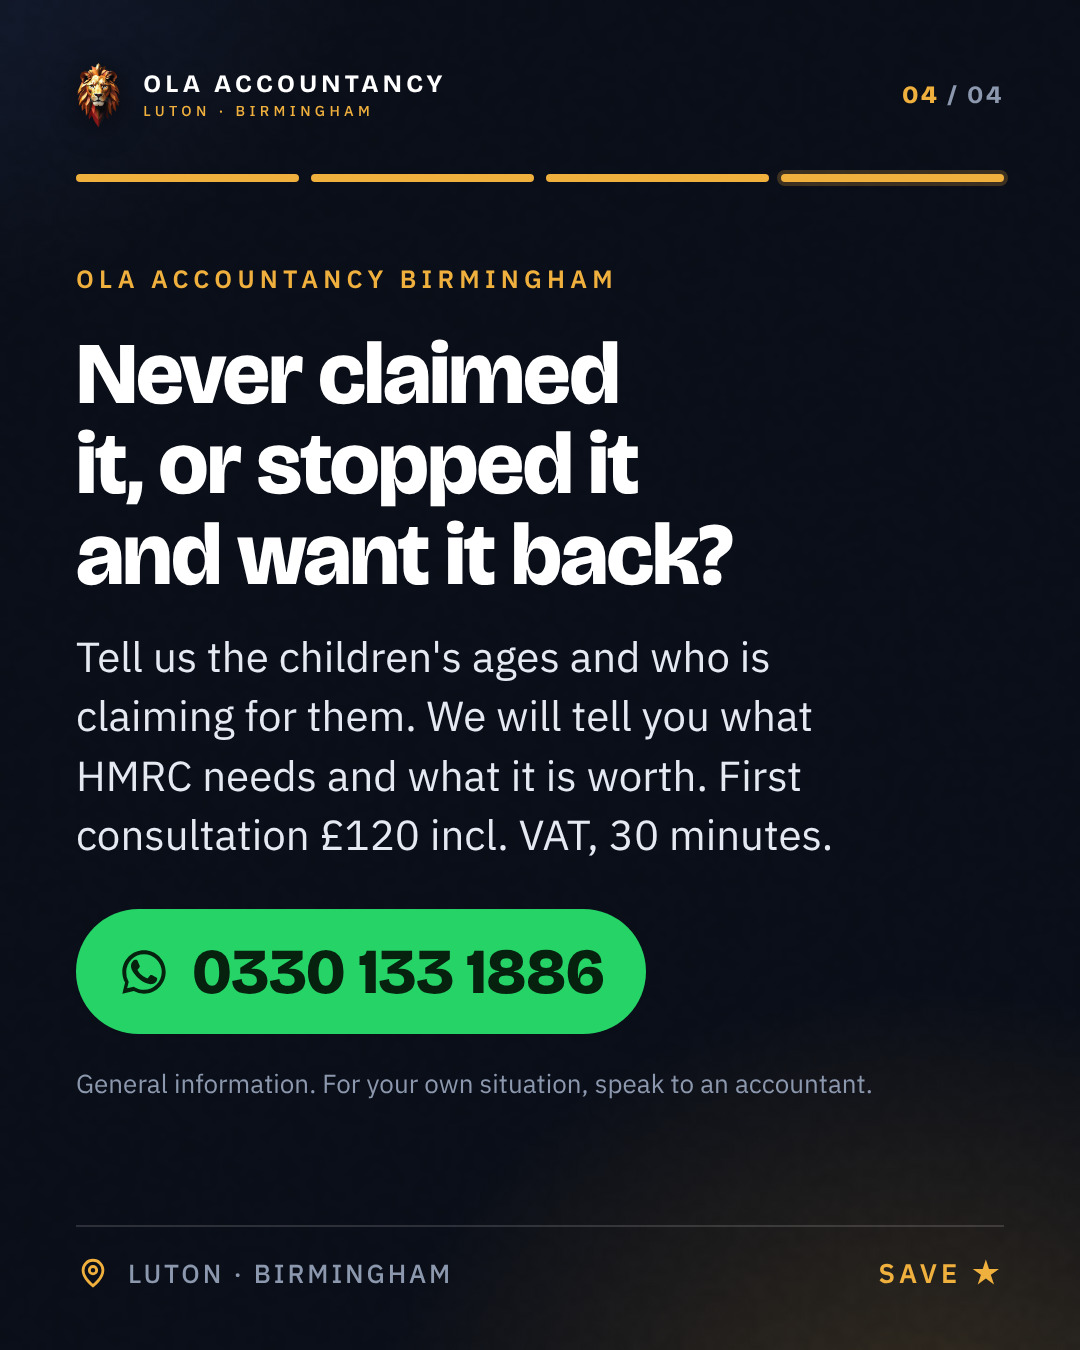 OLA ACCOUNTANCY
LUTON · BIRMINGHAM
04 / 04
OLA ACCOUNTANCY BIRMINGHAM
Never claimed
it, or stopped it
and want it back?
Tell us the children's ages and who is
claiming for them. We will tell you what
HMRC needs and what it is worth. First
consultation £120 incl. VAT, 30 minutes.
0330 133 1886
General information. For your own situation, speak to an accountant.
LUTON · BIRMINGHAM
SAVE ★